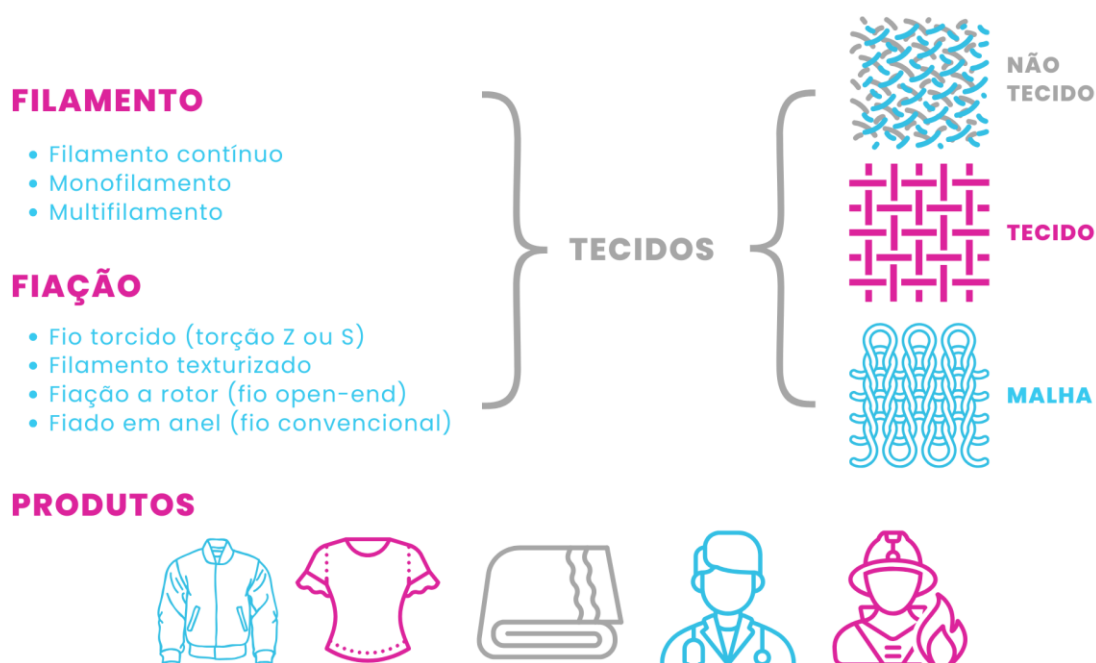 FILAMENTO
• Filamento contínuo
• Monofilamento
• Multifilamento
FIAÇÃO
• Fio torcido (torção Z ou S)
• Filamento texturizado
• Fiação a rotor (fio open-end)
• Fiado em anel (fio convencional)
TECIDOS
NÃO
TECIDO
TECIDO
MALHA
PRODUTOS